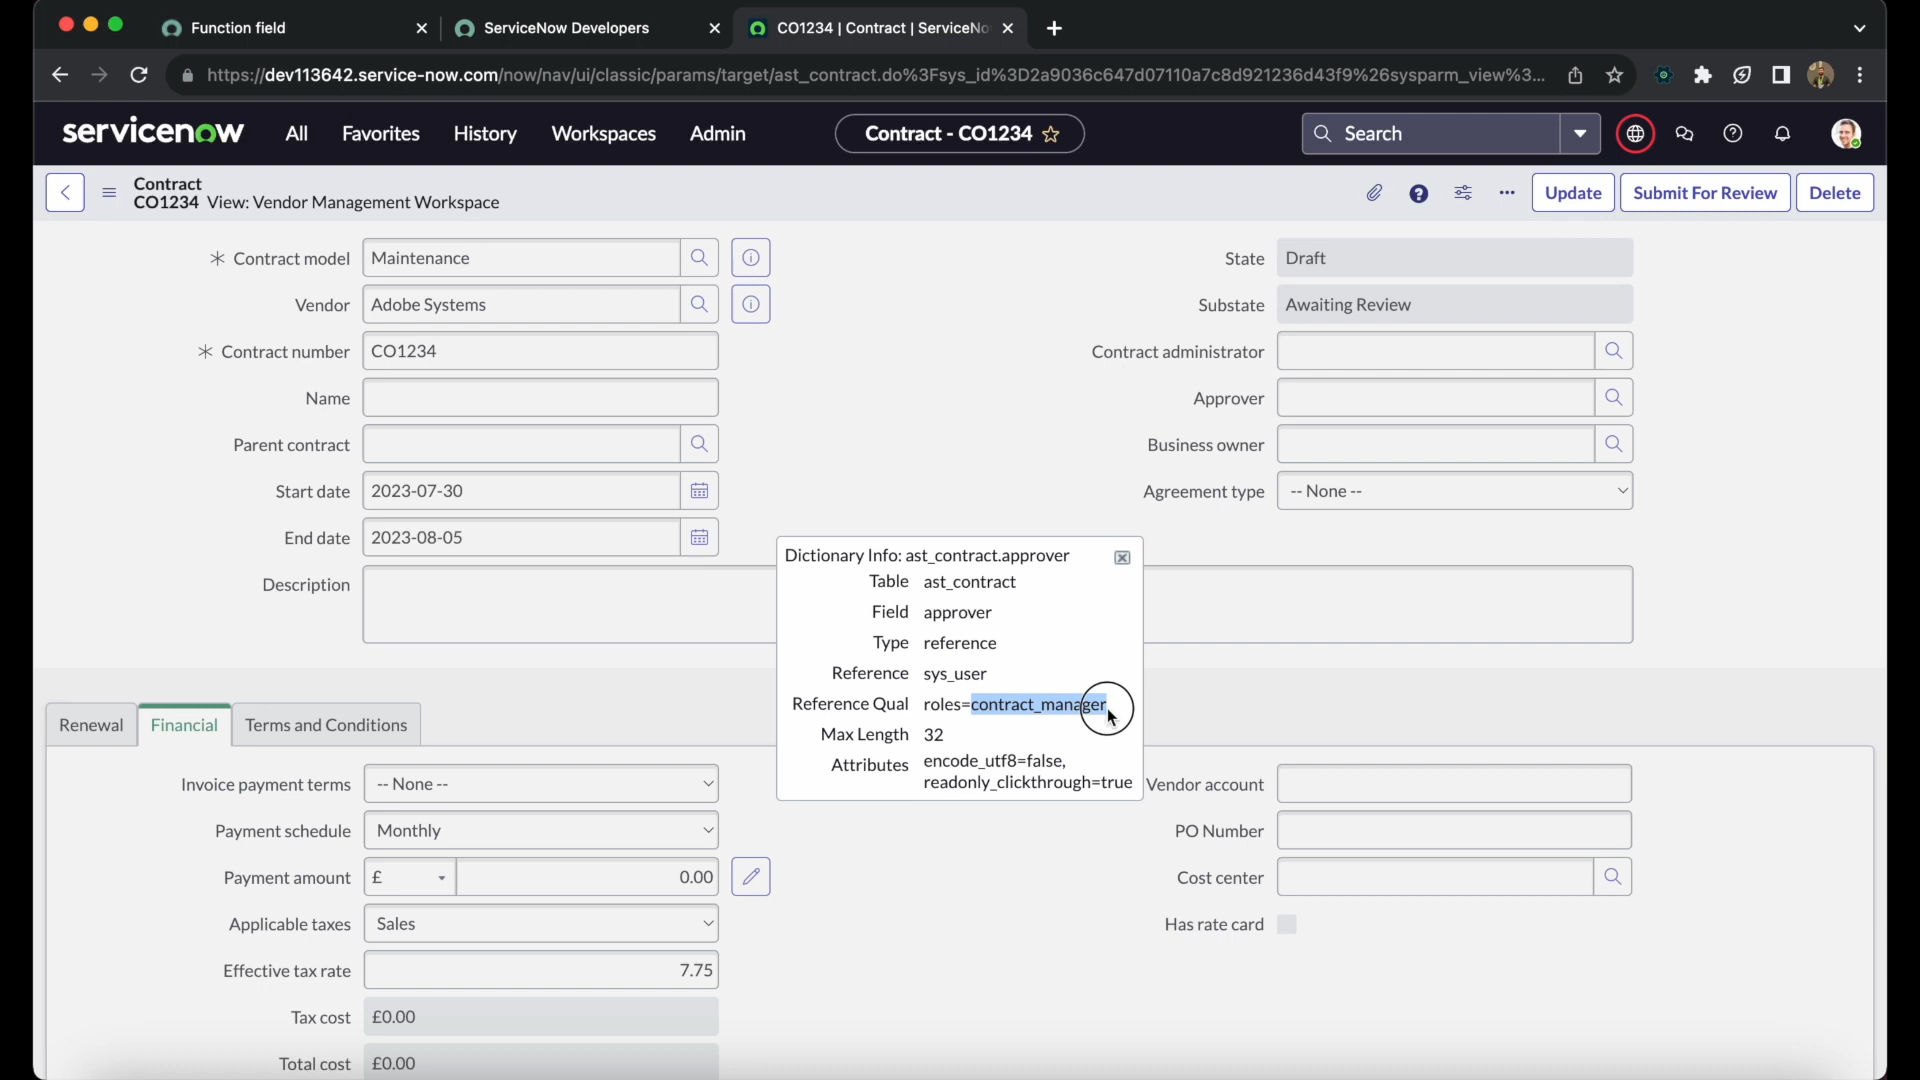 Function field
ServiceNow Developers
CO1234 | Contract | ServiceNo
https://dev113642.service-now.com/now/nav/ui/classic/params/target/ast_contract.do%3Fsys_id%3D2a9036c647d07110a7c8d921236d43f9%26sysparm_view%3...
servicenow
All
Favorites
History
Workspaces
Admin
Contract - CO1234
Search
Contract
CO1234 View: Vendor Management Workspace
Update
Submit For Review
Delete
Contract model Maintenance
State Draft
Vendor Adobe Systems
Substate Awaiting Review
Contract number CO1234
Contract administrator
Name
Approver
Parent contract
Business owner
Start date 2023-07-30
Agreement type -- None --
End date 2023-08-05
Description
Dictionary Info: ast_contract.approver
Table ast_contract
Field approver
Type reference
Reference sys_user
Reference Qual roles=contract_manager
Max Length 32
Attributes encode_utf8=false,
readonly_clickthrough=true
Renewal
Financial
Terms and Conditions
Invoice payment terms -- None --
Vendor account
Payment schedule Monthly
PO Number
Payment amount £ 0.00
Cost center
Applicable taxes Sales
Has rate card
Effective tax rate 7.75
Tax cost £0.00
Total cost £0.00